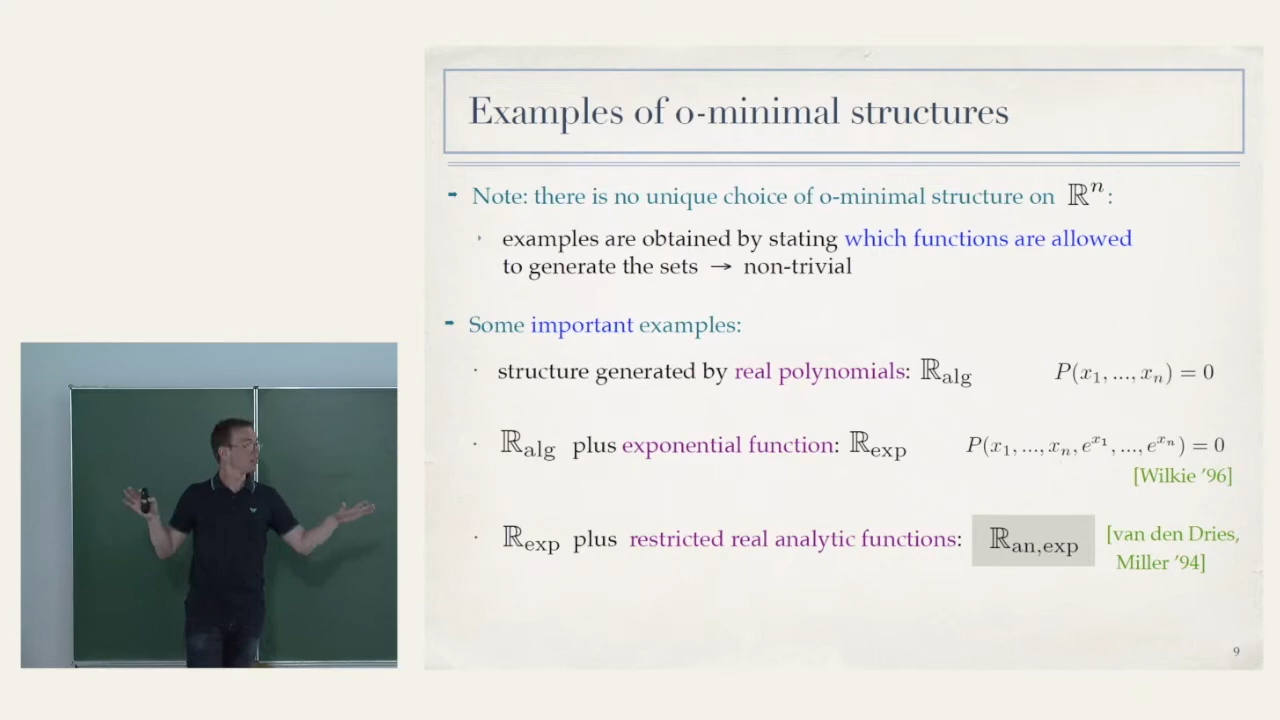 Examples of o-minimal structures
Note: there is no unique choice of o-minimal structure on ℝⁿ:
examples are obtained by stating which functions are allowed
to generate the sets → non-trivial
Some important examples:
structure generated by real polynomials: ℝ_alg P(x₁, ..., xₙ) = 0
ℝ_alg plus exponential function: ℝ_exp P(x₁, ..., xₙ, e^{x₁}, ..., e^{xₙ}) = 0
[Wilkie '96]
ℝ_exp plus restricted real analytic functions: ℝ_an,exp [van den Dries,
Miller '94]
9